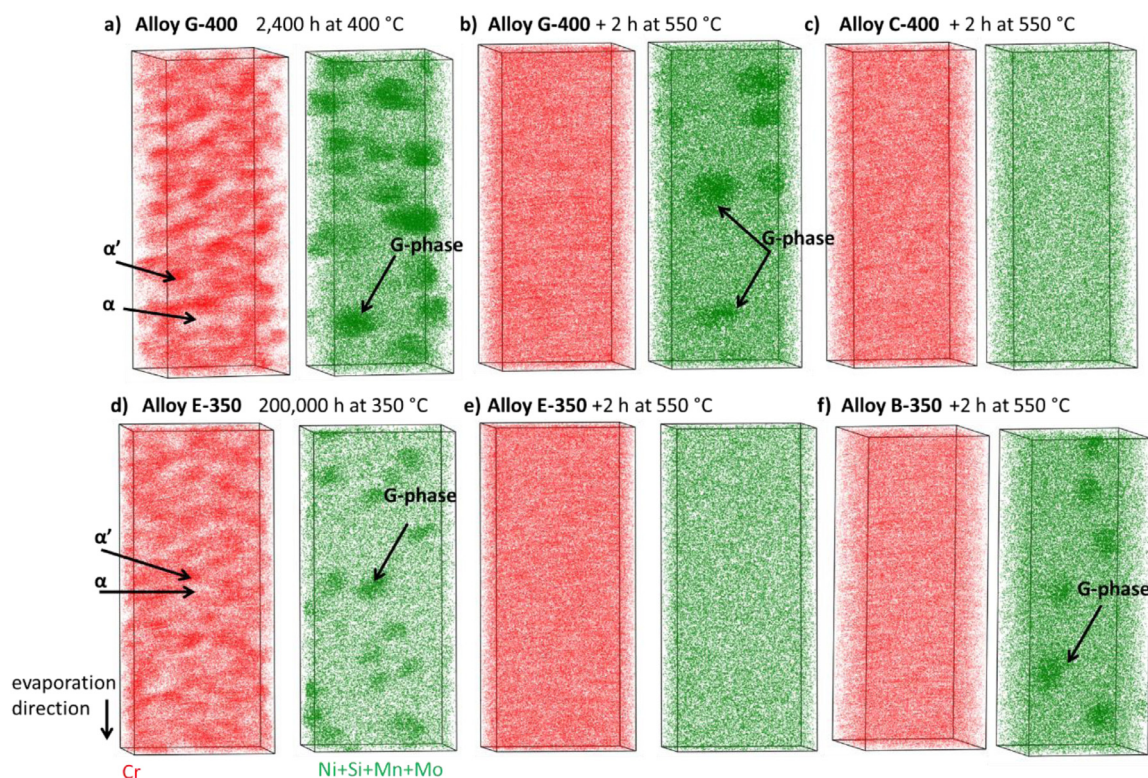 a) Alloy G-400 2,400 h at 400 °C
b) Alloy G-400 + 2 h at 550 °C
c) Alloy C-400 + 2 h at 550 °C
α'
α
G-phase
G-phase
d) Alloy E-350 200,000 h at 350 °C
e) Alloy E-350 +2 h at 550 °C
f) Alloy B-350 +2 h at 550 °C
α'
α
G-phase
G-phase
evaporation
direction
Cr
Ni+Si+Mn+Mo